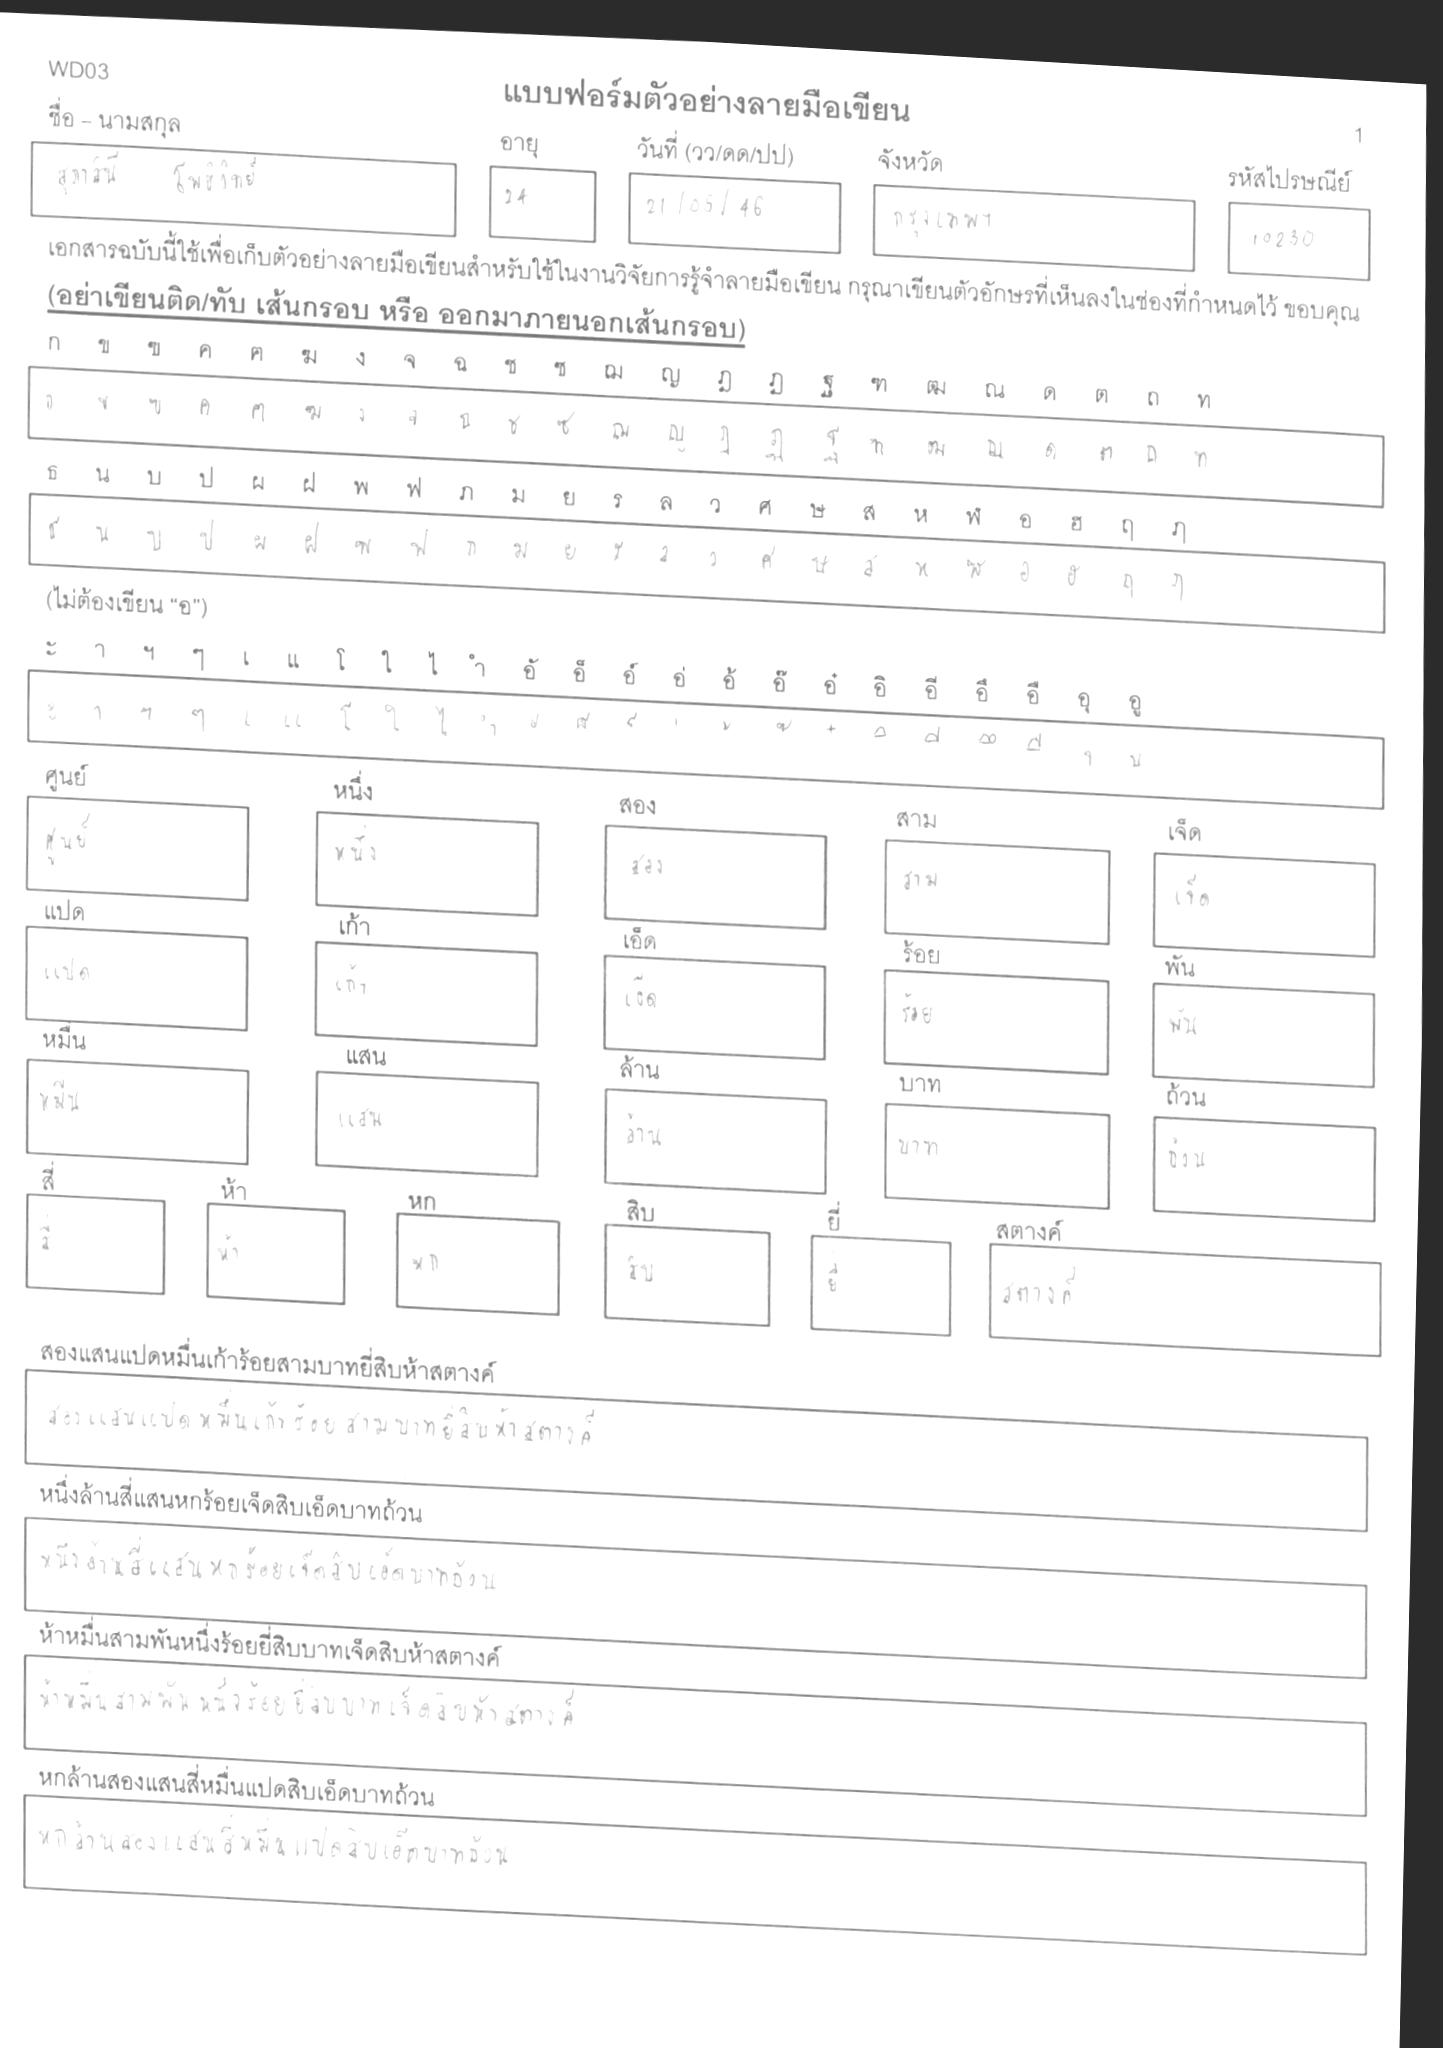 WD03
แบบฟอร์มตัวอย่างลายมือเขียน
1
ชื่อ – นามสกุล อายุ วันที่ (วว/ดด/ปป) จังหวัด รหัสไปรษณีย์
สุภาสินี โพธิวิทย์ 24 21/05/46 กรุงเทพฯ 10230
เอกสารฉบับนี้ใช้เพื่อเก็บตัวอย่างลายมือเขียนสำหรับใช้ในงานวิจัยการรู้จำลายมือเขียน กรุณาเขียนตัวอักษรที่เห็นลงในช่องที่กำหนดไว้ ขอบคุณ
(อย่าเขียนติด/ทับ เส้นกรอบ หรือ ออกมาภายนอกเส้นกรอบ)
ก ข ฃ ค ฅ ฆ ง จ ฉ ช ซ ฌ ญ ฎ ฏ ฐ ฑ ฒ ณ ด ต ถ ท
ก ข ฃ ค ฅ ฆ ง จ ฉ ช ซ ฌ ญ ฎ ฏ ฐ ฑ ฒ ณ ด ต ถ ท
ธ น บ ป ผ ฝ พ ฟ ภ ม ย ร ล ว ศ ษ ส ห ฬ อ ฮ ฤ ฦ
ธ น บ ป ผ ฝ พ ฟ ภ ม ย ร ล ว ศ ษ ส ห ฬ อ ฮ ฤ ฦ
(ไม่ต้องเขียน “อ”)
ะ า ฯ ๆ เ แ โ ใ ไ ำ อั อ็ อ์ อ่ อ้ อ๊ อ๋ อิ อี อึ อื อุ อู
ะ า ฯ ๆ เ แ โ ใ ไ ำ ั ็ ์ ่ ้ ๊ ๋ ิ ี ึ ื ุ ู
ศูนย์ หนึ่ง สอง สาม เจ็ด
ศูนย์ หนึ่ง สอง สาม เจ็ด
แปด เก้า เอ็ด ร้อย พัน
แปด เก้า เอ็ด ร้อย พัน
หมื่น แสน ล้าน บาท ถ้วน
หมื่น แสน ล้าน บาท ถ้วน
สี่ ห้า หก สิบ ยี่ สตางค์
สี่ ห้า หก สิบ ยี่ สตางค์
สองแสนแปดหมื่นเก้าร้อยสามบาทยี่สิบห้าสตางค์
สองแสนแปดหมื่นเก้าร้อยสามบาทยี่สิบห้าสตางค์
หนึ่งล้านสี่แสนหกร้อยเจ็ดสิบเอ็ดบาทถ้วน
หนึ่งล้านสี่แสนหกร้อยเจ็ดสิบเอ็ดบาทถ้วน
ห้าหมื่นสามพันหนึ่งร้อยยี่สิบบาทเจ็ดสิบห้าสตางค์
ห้าหมื่นสามพันหนึ่งร้อยยี่สิบบาทเจ็ดสิบห้าสตางค์
หกล้านสองแสนสี่หมื่นแปดสิบเอ็ดบาทถ้วน
หกล้านสองแสนสี่หมื่นแปดสิบเอ็ดบาทถ้วน